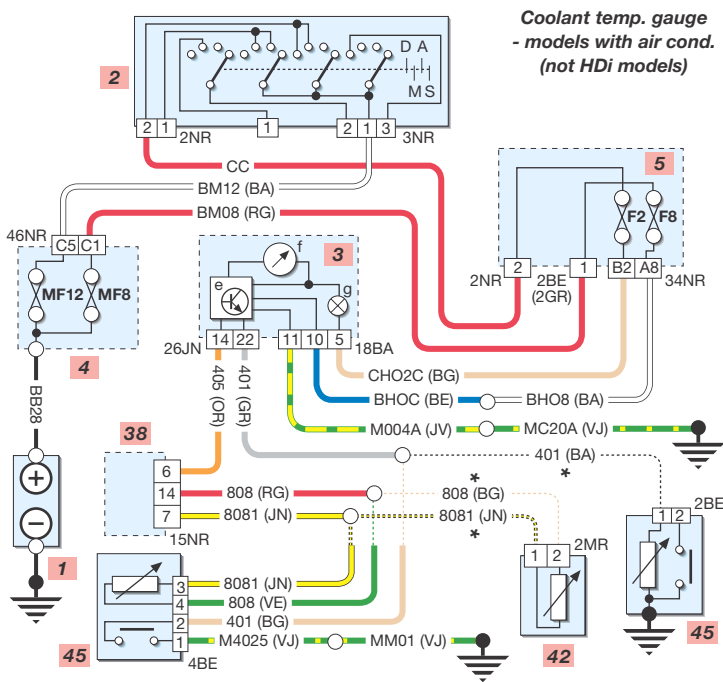 Coolant temp. gauge
- models with air cond.
(not HDi models)
2
D A
M S
2 1
1
2 1 3
2NR
3NR
CC
BM12 (BA)
BM08 (RG)
5
F2 F8
2 1 B2 A8
2NR
2BE
(2GR)
34NR
46NR
C5 C1
MF12 MF8
4
3
e
f
g
14 22
11 10 5
26JN
18BA
405 (OR)
401 (GR)
CHO2C (BG)
BHOC (BE)
BHO8 (BA)
M004A (JV)
MC20A (VJ)
BB28
+
−
1
38
6
14
7
15NR
808 (RG)
8081 (JN)
401 (BA)
*
*
808 (BG)
8081 (JN)
*
1 2
2MR
42
2BE
1 2
45
8081 (JN)
808 (VE)
401 (BG)
M4025 (VJ)
MM01 (VJ)
3
4
2
1
4BE
45